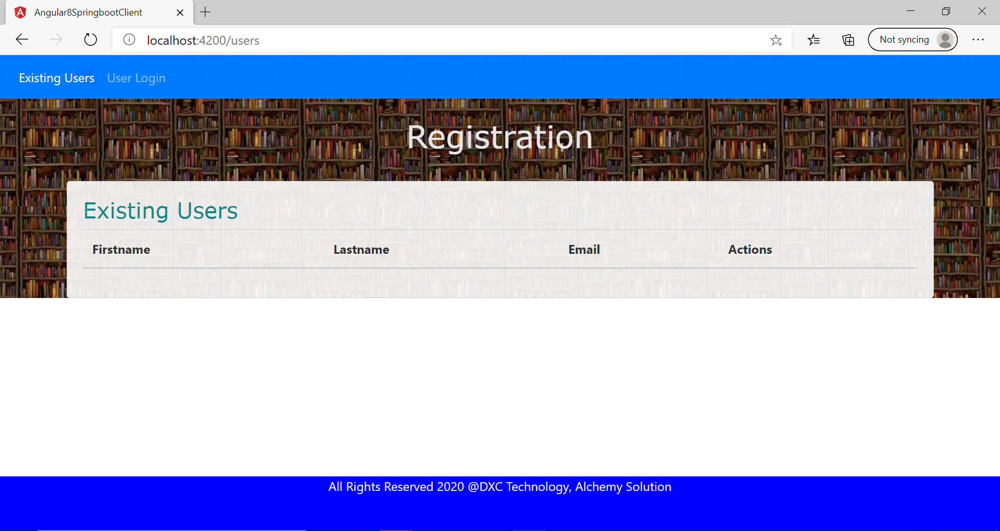 Angular8SpringbootClient
localhost:4200/users
Not syncing
Existing Users User Login
Registration
Existing Users
Firstname Lastname Email Actions
All Rights Reserved 2020 @DXC Technology, Alchemy Solution